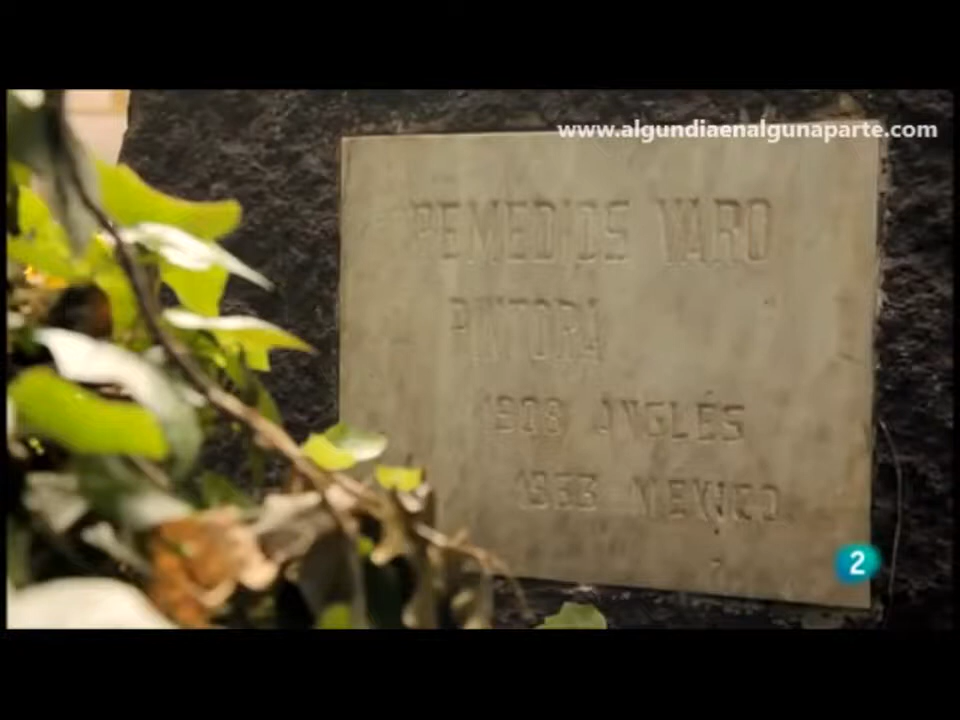 www.algundiaenalgunaparte.com
REMEDIOS VARO
PINTORA
1908 ANGLÉS
1963 MEXICO
2